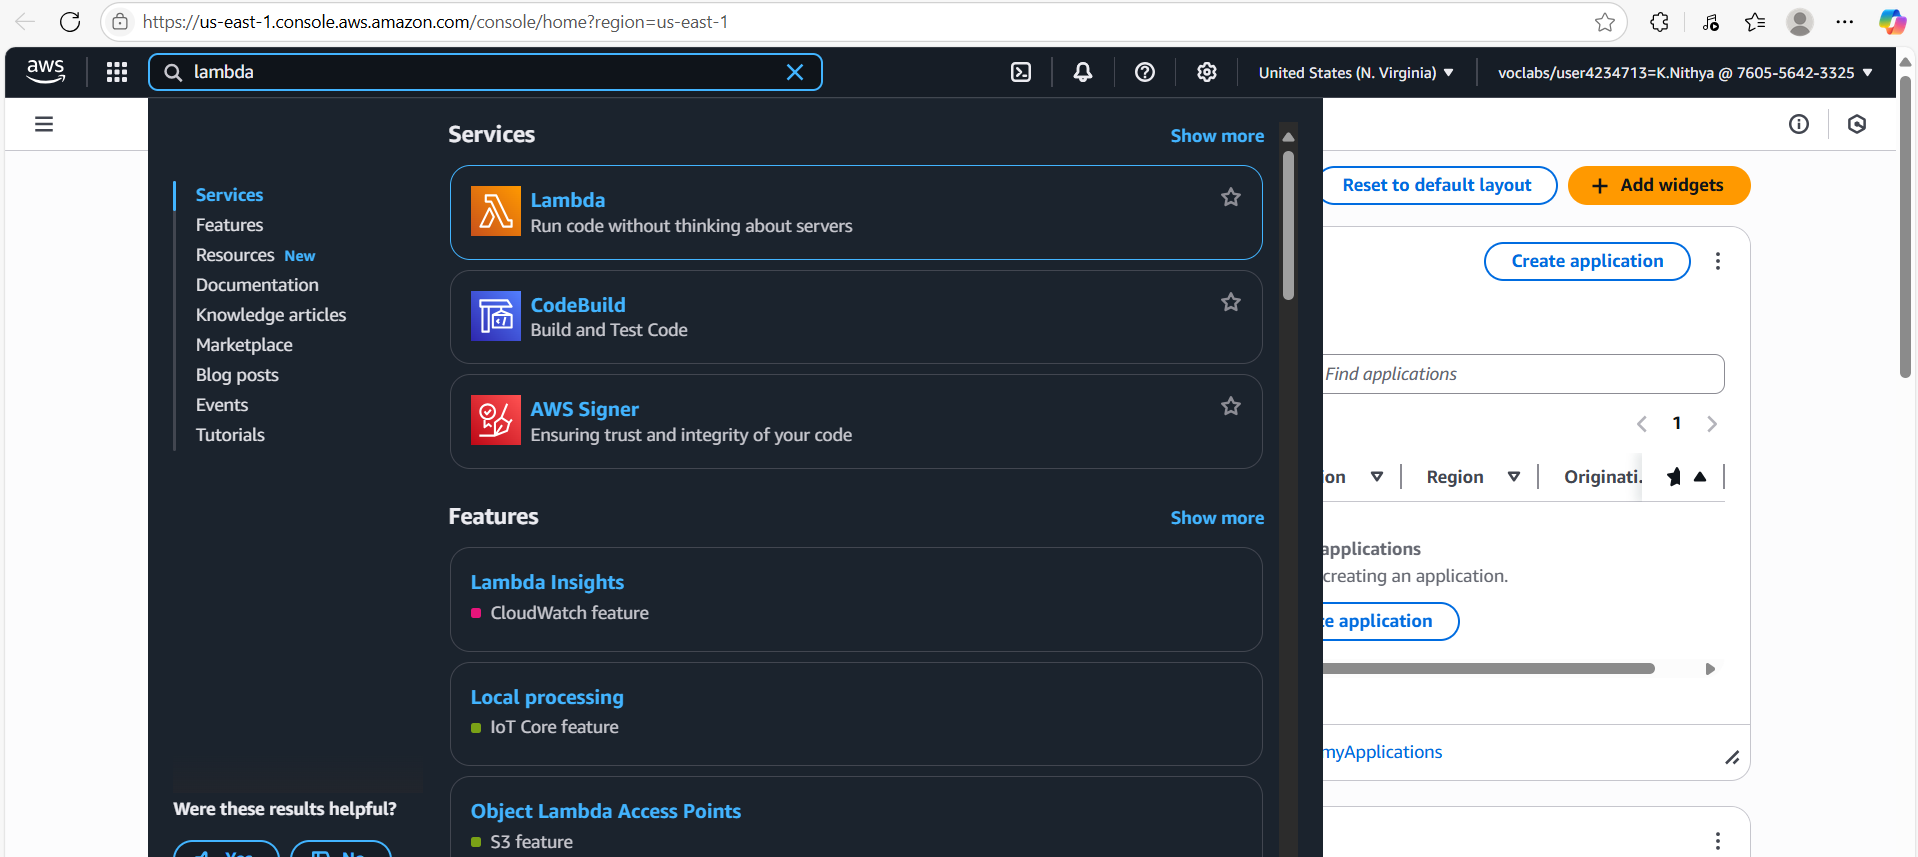 https://us-east-1.console.aws.amazon.com/console/home?region=us-east-1
aws
lambda
United States (N. Virginia)
voclabs/user4234713=K.Nithya @ 7605-5642-3325
Services
Features
Resources New
Documentation
Knowledge articles
Marketplace
Blog posts
Events
Tutorials
Were these results helpful?
Yes
No
Services
Show more
Lambda
Run code without thinking about servers
CodeBuild
Build and Test Code
AWS Signer
Ensuring trust and integrity of your code
Features
Show more
Lambda Insights
CloudWatch feature
Local processing
IoT Core feature
Object Lambda Access Points
S3 feature
Reset to default layout
+ Add widgets
Create application
Find applications
1
ion
Region
Originati.
applications
creating an application.
te application
myApplications